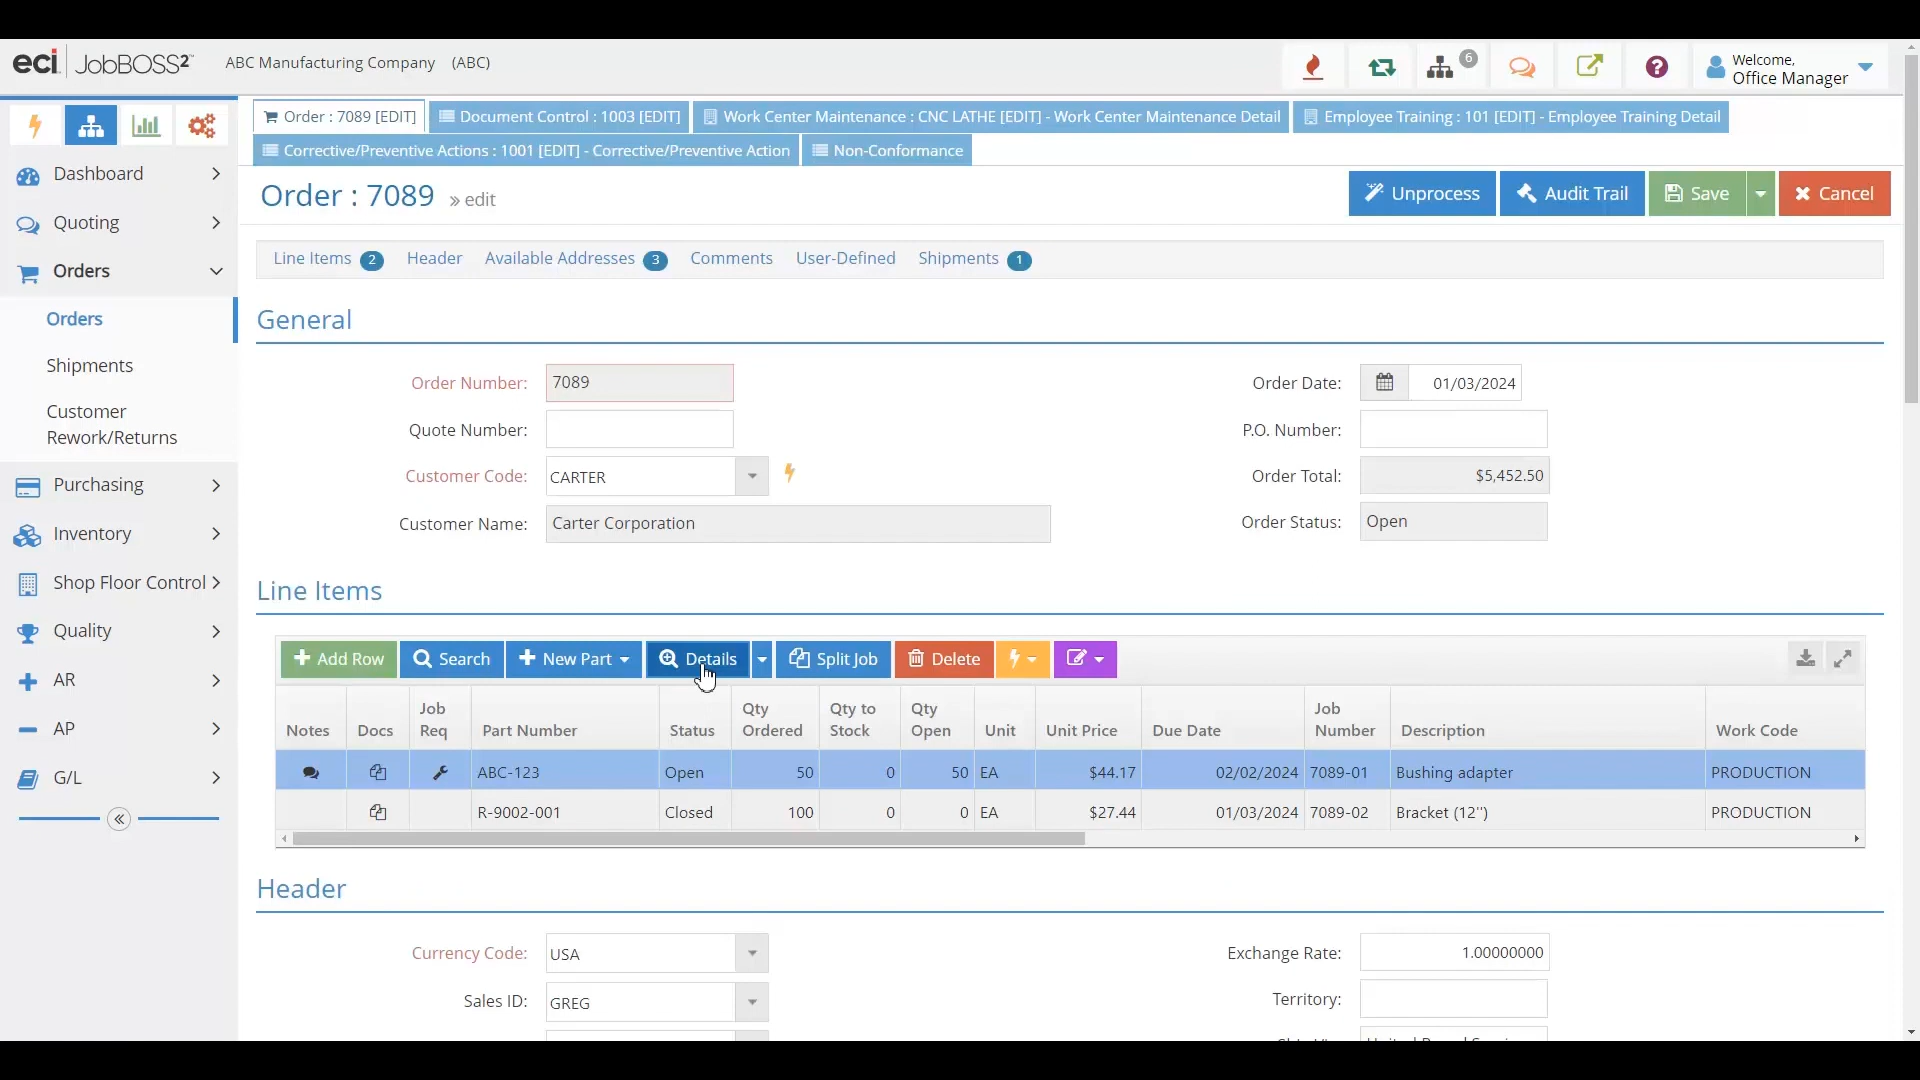 eci JobBOSS²™ ABC Manufacturing Company (ABC) 6 Welcome, Office Manager
Order : 7089 [EDIT] Document Control : 1003 [EDIT] Work Center Maintenance : CNC LATHE [EDIT] - Work Center Maintenance Detail Employee Training : 101 [EDIT] - Employee Training Detail
Corrective/Preventive Actions : 1001 [EDIT] - Corrective/Preventive Action Non-Conformance
Dashboard
Quoting
Orders
Orders
Shipments
Customer
Rework/Returns
Purchasing
Inventory
Shop Floor Control
Quality
AR
AP
G/L
Order : 7089 » edit Unprocess Audit Trail Save Cancel
Line Items 2 Header Available Addresses 3 Comments User-Defined Shipments 1
General
Order Number: 7089 Order Date: 01/03/2024
Quote Number: P.O. Number:
Customer Code: CARTER Order Total: $5,452.50
Customer Name: Carter Corporation Order Status: Open
Line Items
Add Row Search New Part Details Split Job Delete
Notes Docs Job Req Part Number Status Qty Ordered Qty to Stock Qty Open Unit Unit Price Due Date Job Number Description Work Code
ABC-123 Open 50 0 50 EA $44.17 02/02/2024 7089-01 Bushing adapter PRODUCTION
R-9002-001 Closed 100 0 0 EA $27.44 01/03/2024 7089-02 Bracket (12'') PRODUCTION
Header
Currency Code: USA Exchange Rate: 1.00000000
Sales ID: GREG Territory: